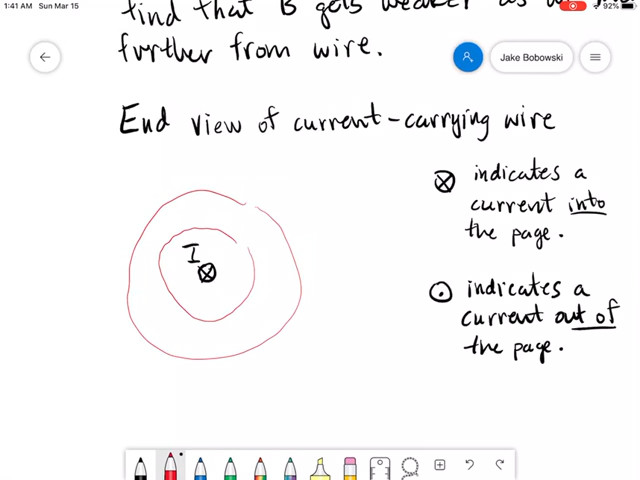 1:41 AM Sun Mar 15
92%
find that B gets weaker as
further from wire.
Jake Bobowski
End view of current-carrying wire
indicates a
current into
the page.
I
indicates a
current out of
the page.